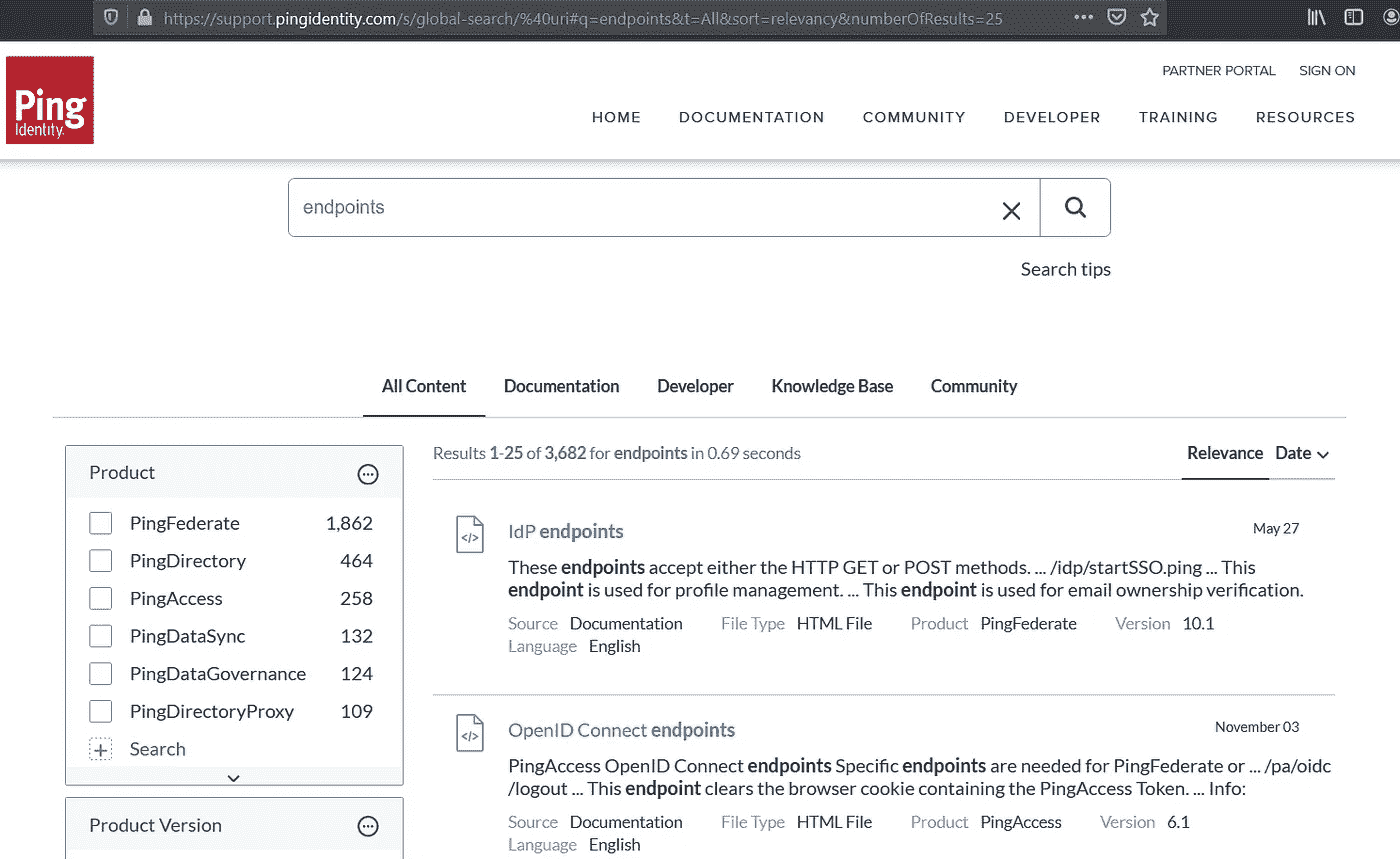 https://support.pingidentity.com/s/global-search/%40uri#q=endpoints&t=All&sort=relevancy&numberOfResults=25
Ping
Identity.
PARTNER PORTAL SIGN ON
HOME DOCUMENTATION COMMUNITY DEVELOPER TRAINING RESOURCES
endpoints
Search tips
All Content Documentation Developer Knowledge Base Community
Product
PingFederate 1,862
PingDirectory 464
PingAccess 258
PingDataSync 132
PingDataGovernance 124
PingDirectoryProxy 109
Search
Product Version
Results 1-25 of 3,682 for endpoints in 0.69 seconds
Relevance Date
IdP endpoints May 27
These endpoints accept either the HTTP GET or POST methods. ... /idp/startSSO.ping ... This
endpoint is used for profile management. ... This endpoint is used for email ownership verification.
Source Documentation File Type HTML File Product PingFederate Version 10.1
Language English
OpenID Connect endpoints November 03
PingAccess OpenID Connect endpoints Specific endpoints are needed for PingFederate or ... /pa/oidc
/logout ... This endpoint clears the browser cookie containing the PingAccess Token. ... Info:
Source Documentation File Type HTML File Product PingAccess Version 6.1
Language English